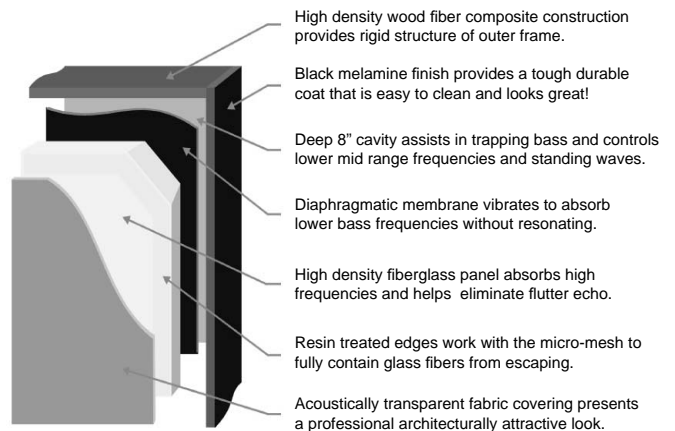 High density wood fiber composite construction
provides rigid structure of outer frame.
Black melamine finish provides a tough durable
coat that is easy to clean and looks great!
Deep 8” cavity assists in trapping bass and controls
lower mid range frequencies and standing waves.
Diaphragmatic membrane vibrates to absorb
lower bass frequencies without resonating.
High density fiberglass panel absorbs high
frequencies and helps  eliminate flutter echo.
Resin treated edges work with the micro-mesh to
fully contain glass fibers from escaping.
Acoustically transparent fabric covering presents
a professional architecturally attractive look.